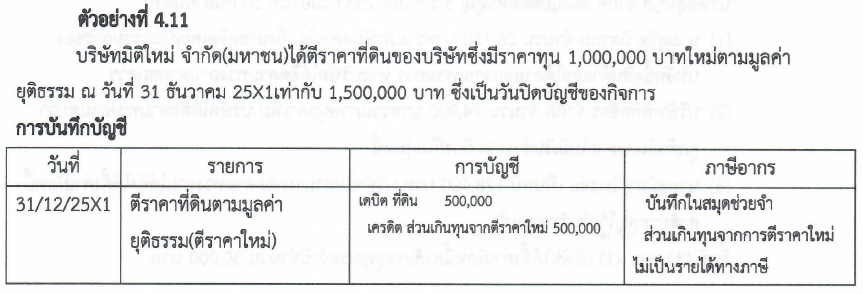 ตัวอย่างที่ 4.11
บริษัทมิติใหม่ จำกัด(มหาชน)ได้ตีราคาที่ดินของบริษัทซึ่งมีราคาทุน 1,000,000 บาทใหม่ตามมูลค่า
ยุติธรรม ณ วันที่ 31 ธันวาคม 25X1เท่ากับ 1,500,000 บาท ซึ่งเป็นวันปิดบัญชีของกิจการ
การบันทึกบัญชี
วันที่ รายการ การบัญชี ภาษีอากร
31/12/25X1 ตีราคาที่ดินตามมูลค่า เดบิต ที่ดิน 500,000 บันทึกในสมุดช่วยจำ
ยุติธรรม(ตีราคาใหม่) เครดิต ส่วนเกินทุนจากตีราคาใหม่ 500,000 ส่วนเกินทุนจากการตีราคาใหม่
ไม่เป็นรายได้ทางภาษี